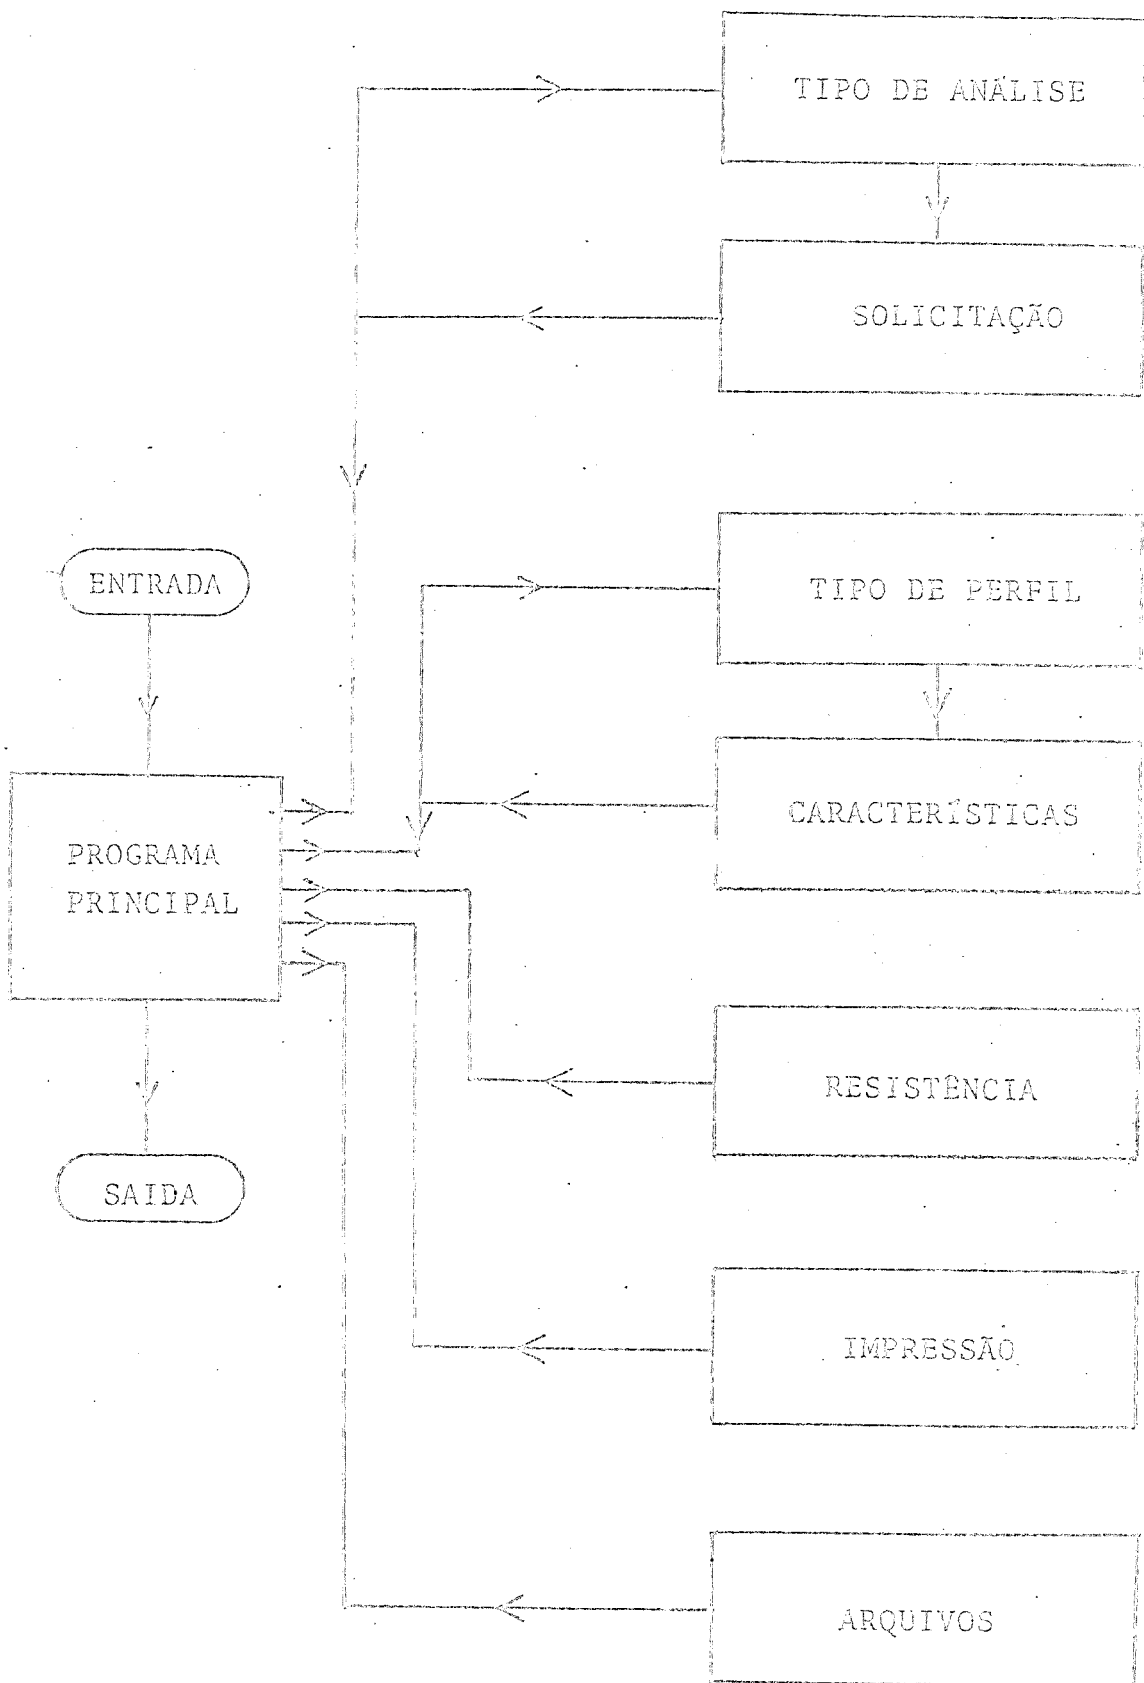 TIPO DE ANÁLISE
SOLICITAÇÃO
ENTRADA
TIPO DE PERFIL
PROGRAMA
PRINCIPAL
CARACTERÍSTICAS
RESISTÊNCIA
SAIDA
IMPRESSÃO
ARQUIVOS